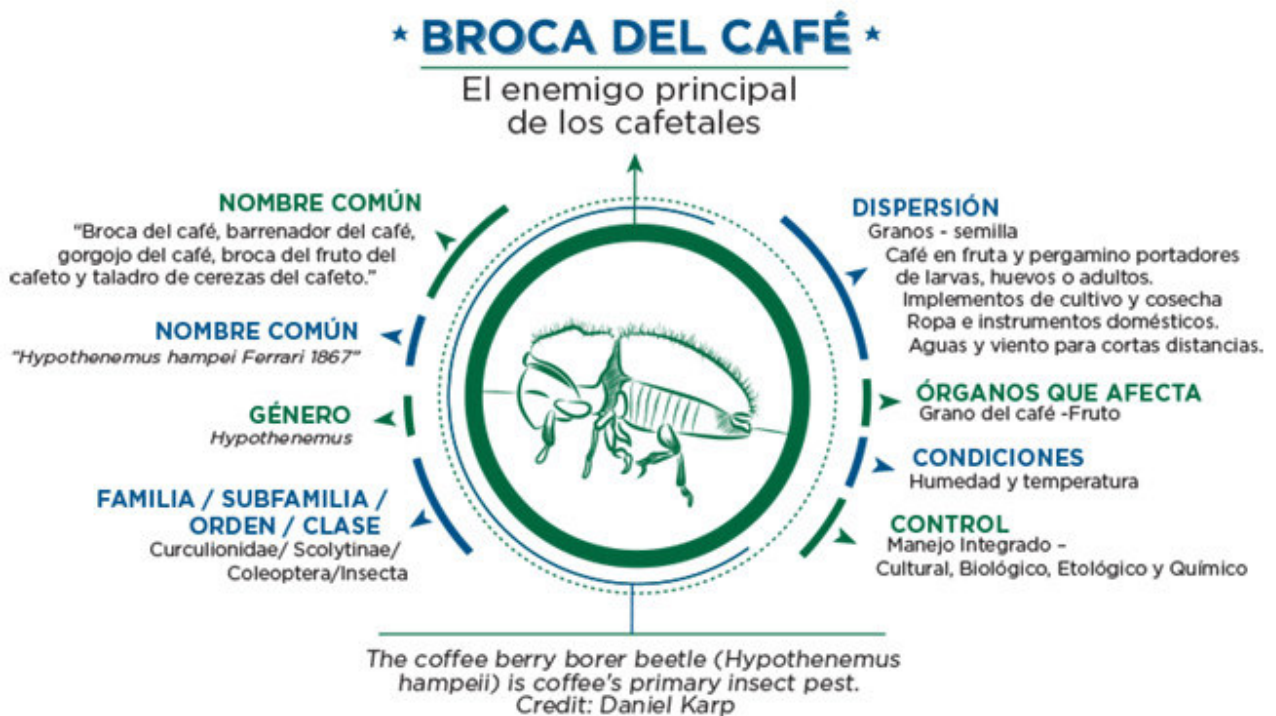 * BROCA DEL CAFÉ *
El enemigo principal
de los cafetales
NOMBRE COMÚN
"Broca del café, barrenador del café,
gorgojo del café, broca del fruto del
cafeto y taladro de cerezas del cafeto."
NOMBRE COMÚN
"Hypothenemus hampei Ferrari 1867"
GÉNERO
Hypothenemus
FAMILIA / SUBFAMILIA /
ORDEN / CLASE
Curculionidae/ Scolytinae/
Coleoptera/Insecta
DISPERSIÓN
Granos - semilla
Café en fruta y pergamino portadores
de larvas, huevos o adultos.
Implementos de cultivo y cosecha
Ropa e instrumentos domésticos.
Aguas y viento para cortas distancias.
ÓRGANOS QUE AFECTA
Grano del café -Fruto
CONDICIONES
Humedad y temperatura
CONTROL
Manejo Integrado –
Cultural, Biológico, Etológico y Químico
The coffee berry borer beetle (Hypothenemus
hampeii) is coffee's primary insect pest.
Credit: Daniel Karp